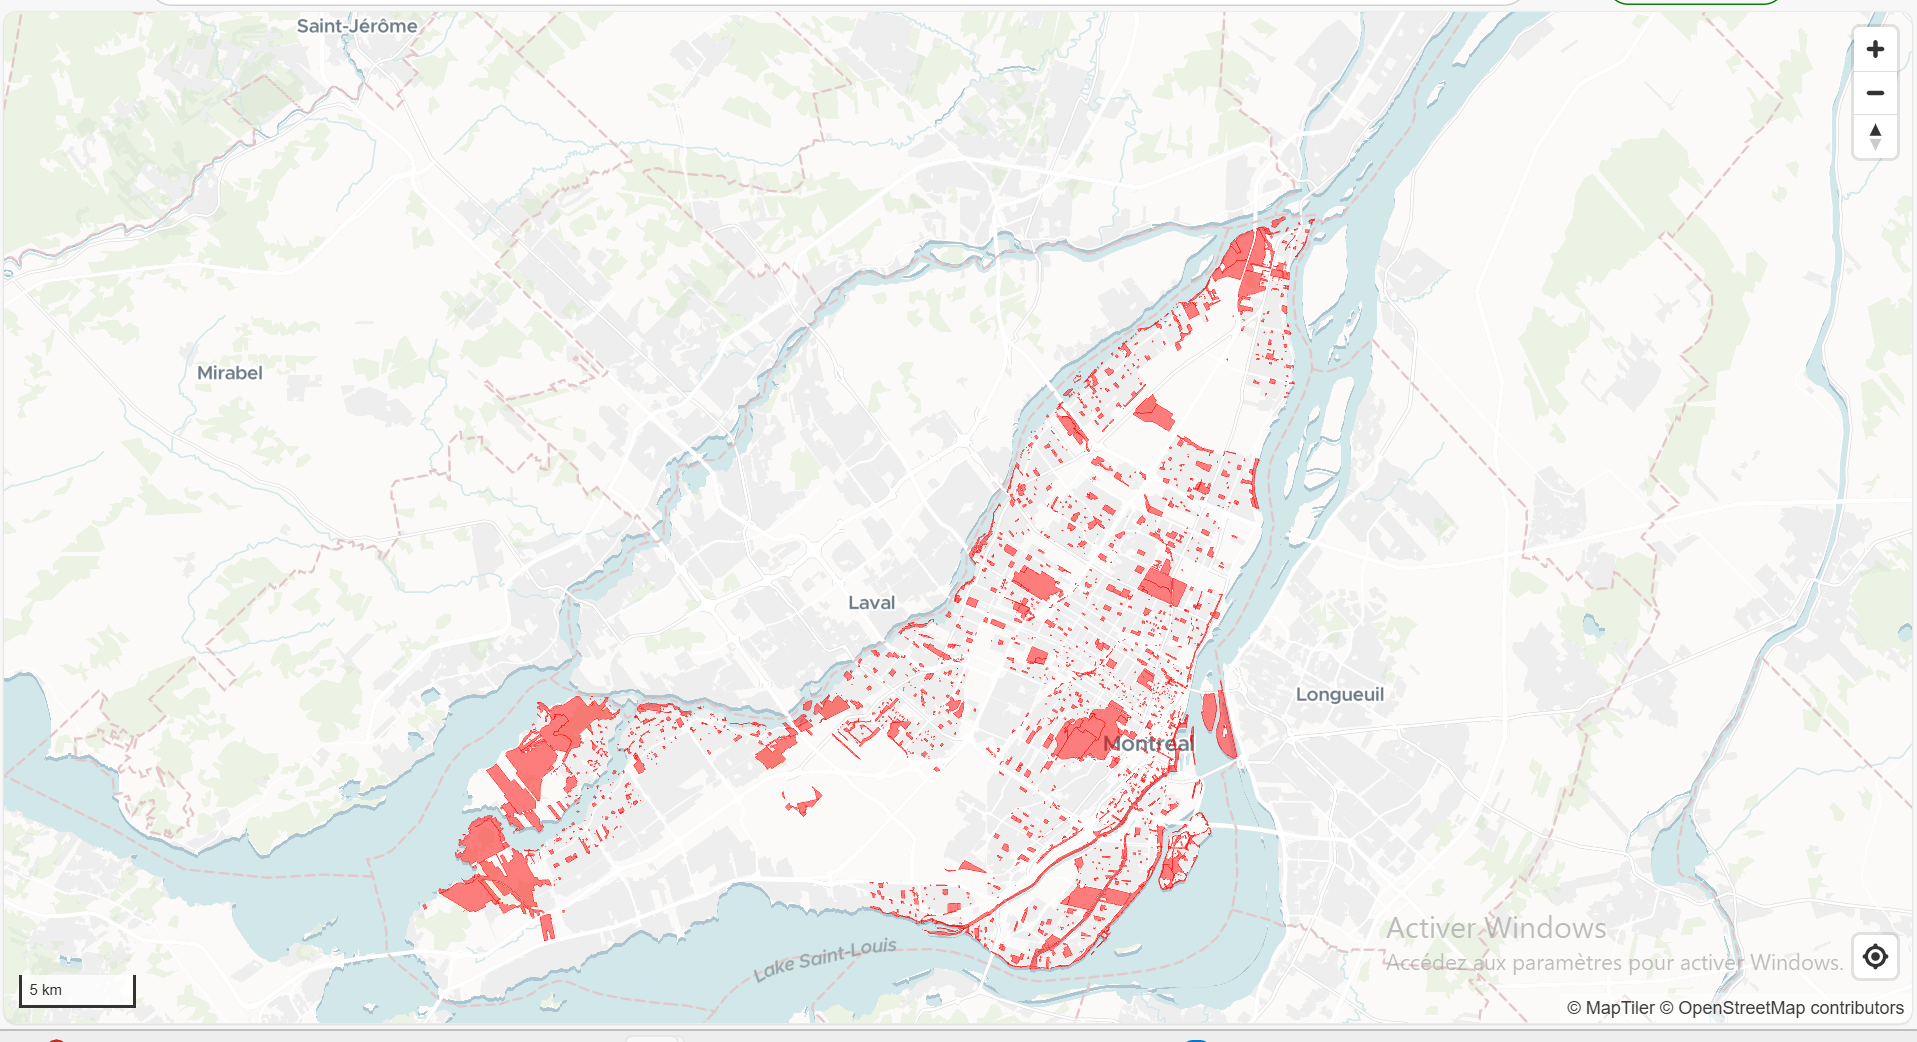 Saint-Jérôme
Mirabel
Laval
Longueuil
Montreal
Lake Saint-Louis
Activer Windows
Accédez aux paramètres pour activer Windows.
5 km
© MapTiler © OpenStreetMap contributors